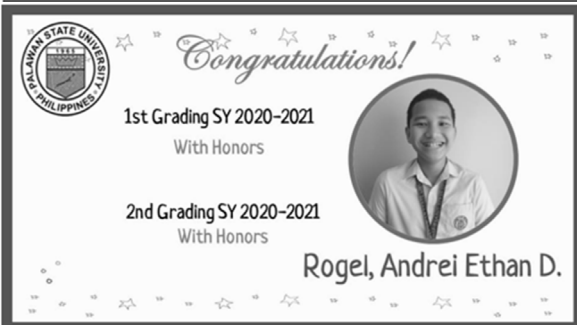 PALAWAN STATE UNIVERSITY
1965
PHILIPPINES
Congratulations!
1st Grading SY 2020-2021
With Honors
2nd Grading SY 2020-2021
With Honors
Rogel, Andrei Ethan D.